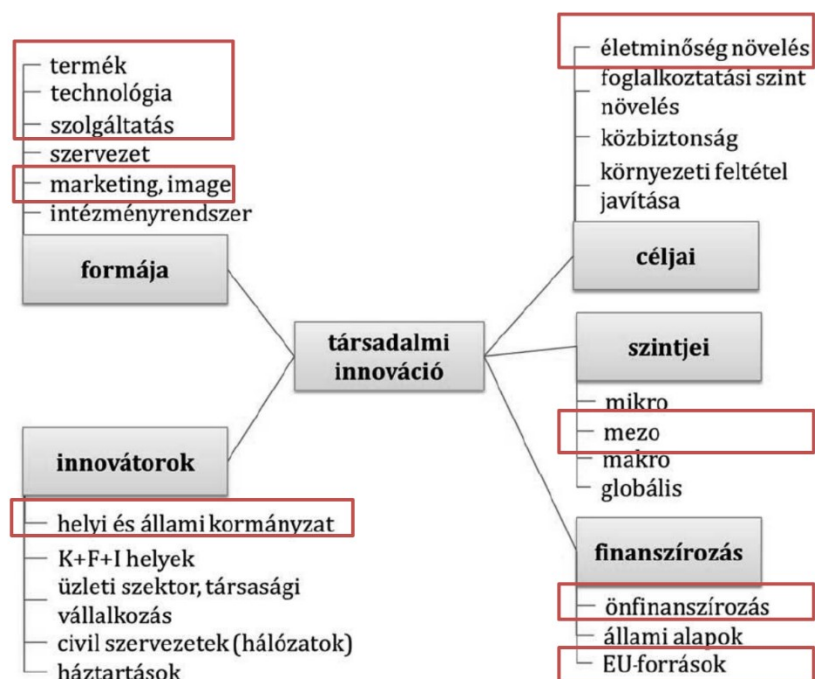 termék
technológia
szolgáltatás
szervezet
marketing, image
intézményrendszer
formája
életminőség növelés
foglalkoztatási szint
növelés
közbiztonság
környezeti feltétel
javítása
céljai
társadalmi
innováció
szintjei
mikro
mezo
makro
globális
innovátorok
helyi és állami kormányzat
K+F+I helyek
üzleti szektor, társasági
vállalkozás
civil szervezetek (hálózatok)
háztartások
finanszírozás
önfinanszírozás
állami alapok
EU-források